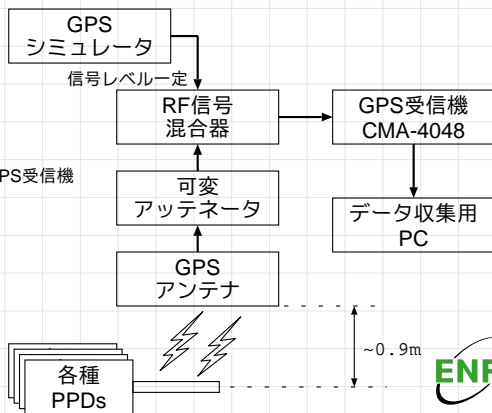 GPS
シミュレータ
信号レベル一定
RF信号
混合器
GPS受信機
CMA-4048
PS受信機
可変
アッテネータ
データ収集用
PC
GPS
アンテナ
~0.9m
各種
PPDs